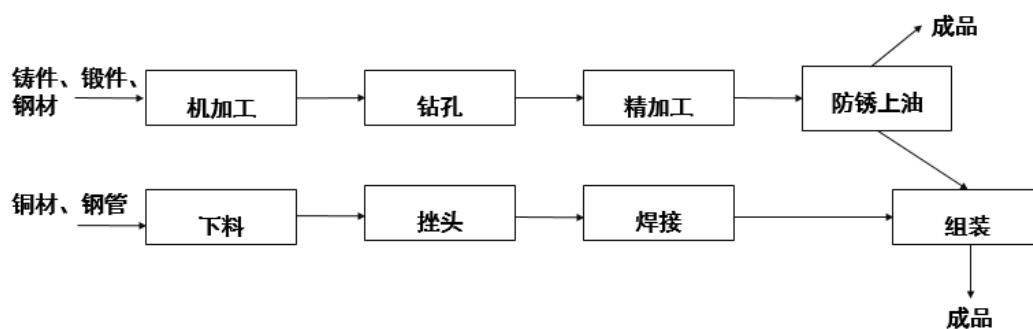 成品
铸件、锻件、
钢材
机加工
钻孔
精加工
防锈上油
铜材、钢管
下料
挫头
焊接
组装
成品